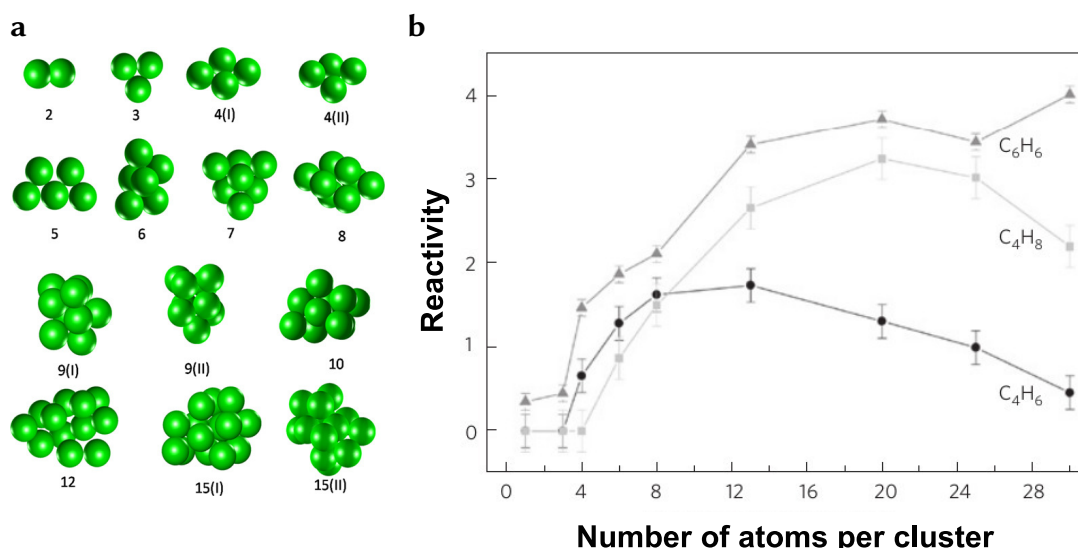 a
2 3 4(I) 4(II)
5 6 7 8
9(I) 9(II) 10
12 15(I) 15(II)
b
Reactivity
4
3
2
1
0
C₆H₆
C₄H₈
C₄H₆
0 4 8 12 16 20 24 28
Number of atoms per cluster